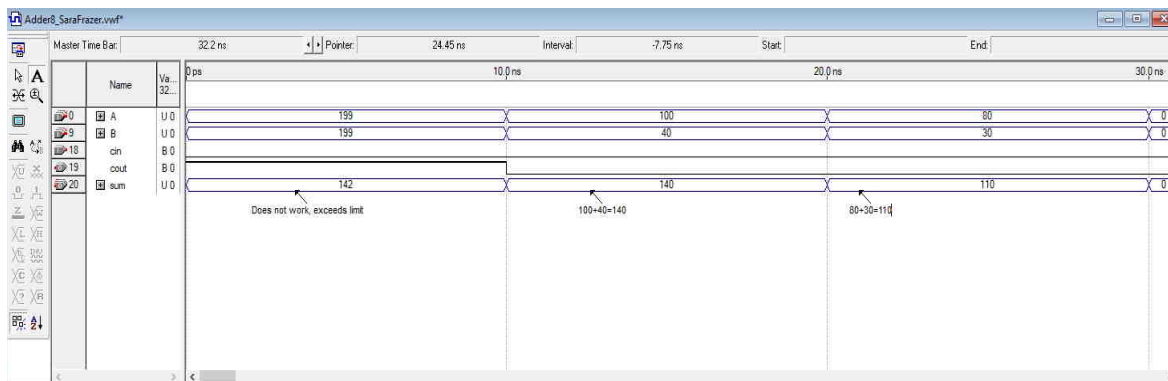 Adder8_SaraFrazer.vwf*
Master Time Bar: 32.2 ns Pointer: 24.45 ns Interval: -7.75 ns Start: End:
A
Name Va... 32... 0 ps 10.0 ns 20.0 ns 30.0 ns
0 A U 0 199 100 80 0
9 B U 0 199 40 30 0
18 cin B 0
19 cout B 0
20 sum U 0 142 140 110 0
Does not work, exceeds limit 100+40=140 80+30=110